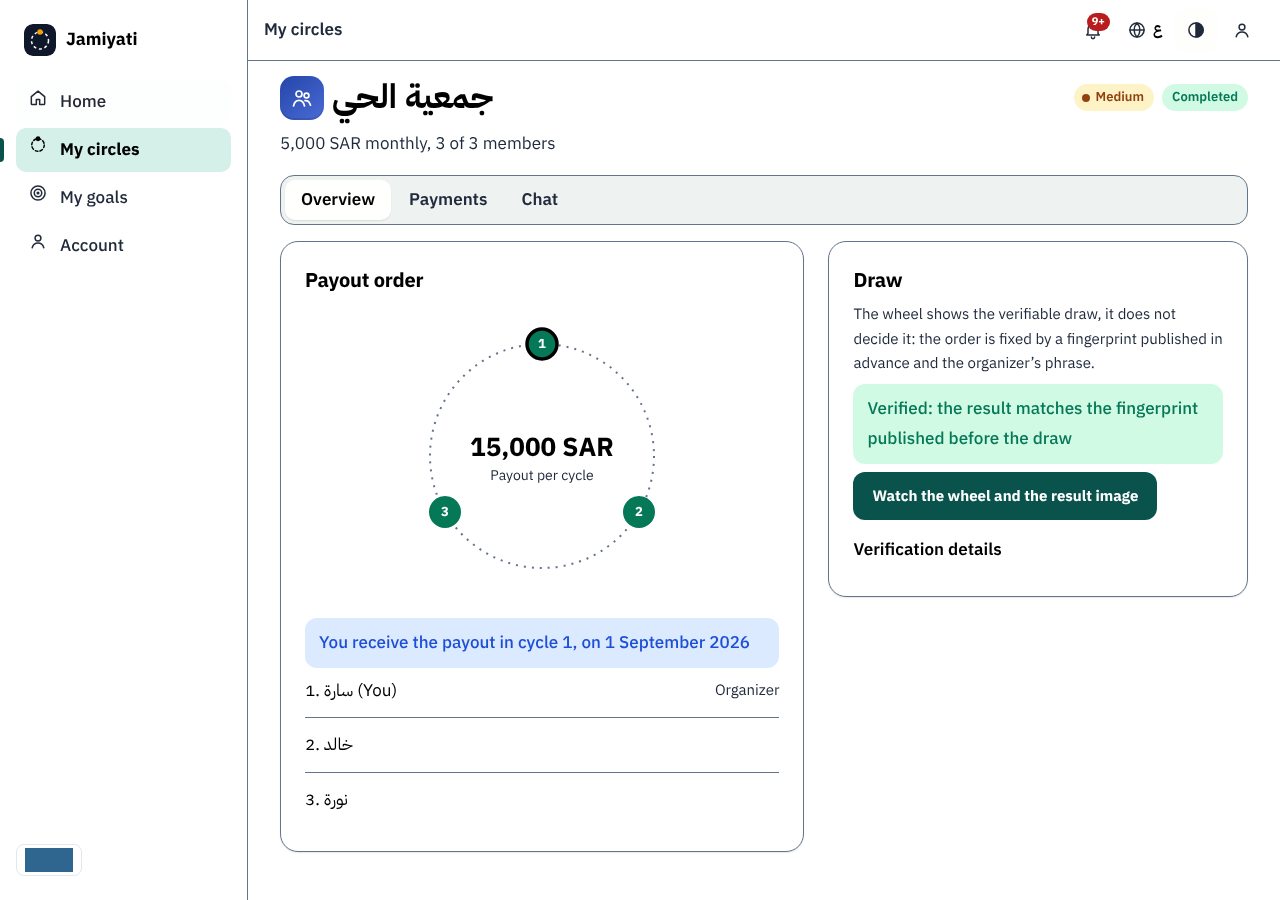 Jamiyati
Home
My circles
My goals
Account
My circles
9+
ع
جمعية الحي
Medium
Completed
5,000 SAR monthly, 3 of 3 members
Overview
Payments
Chat
Payout order
1
15,000 SAR
Payout per cycle
3
2
You receive the payout in cycle 1, on 1 September 2026
1. سارة (You)
Organizer
2. خالد
3. نورة
Draw
The wheel shows the verifiable draw, it does not
decide it: the order is fixed by a fingerprint published in
advance and the organizer’s phrase.
Verified: the result matches the fingerprint
published before the draw
Watch the wheel and the result image
Verification details